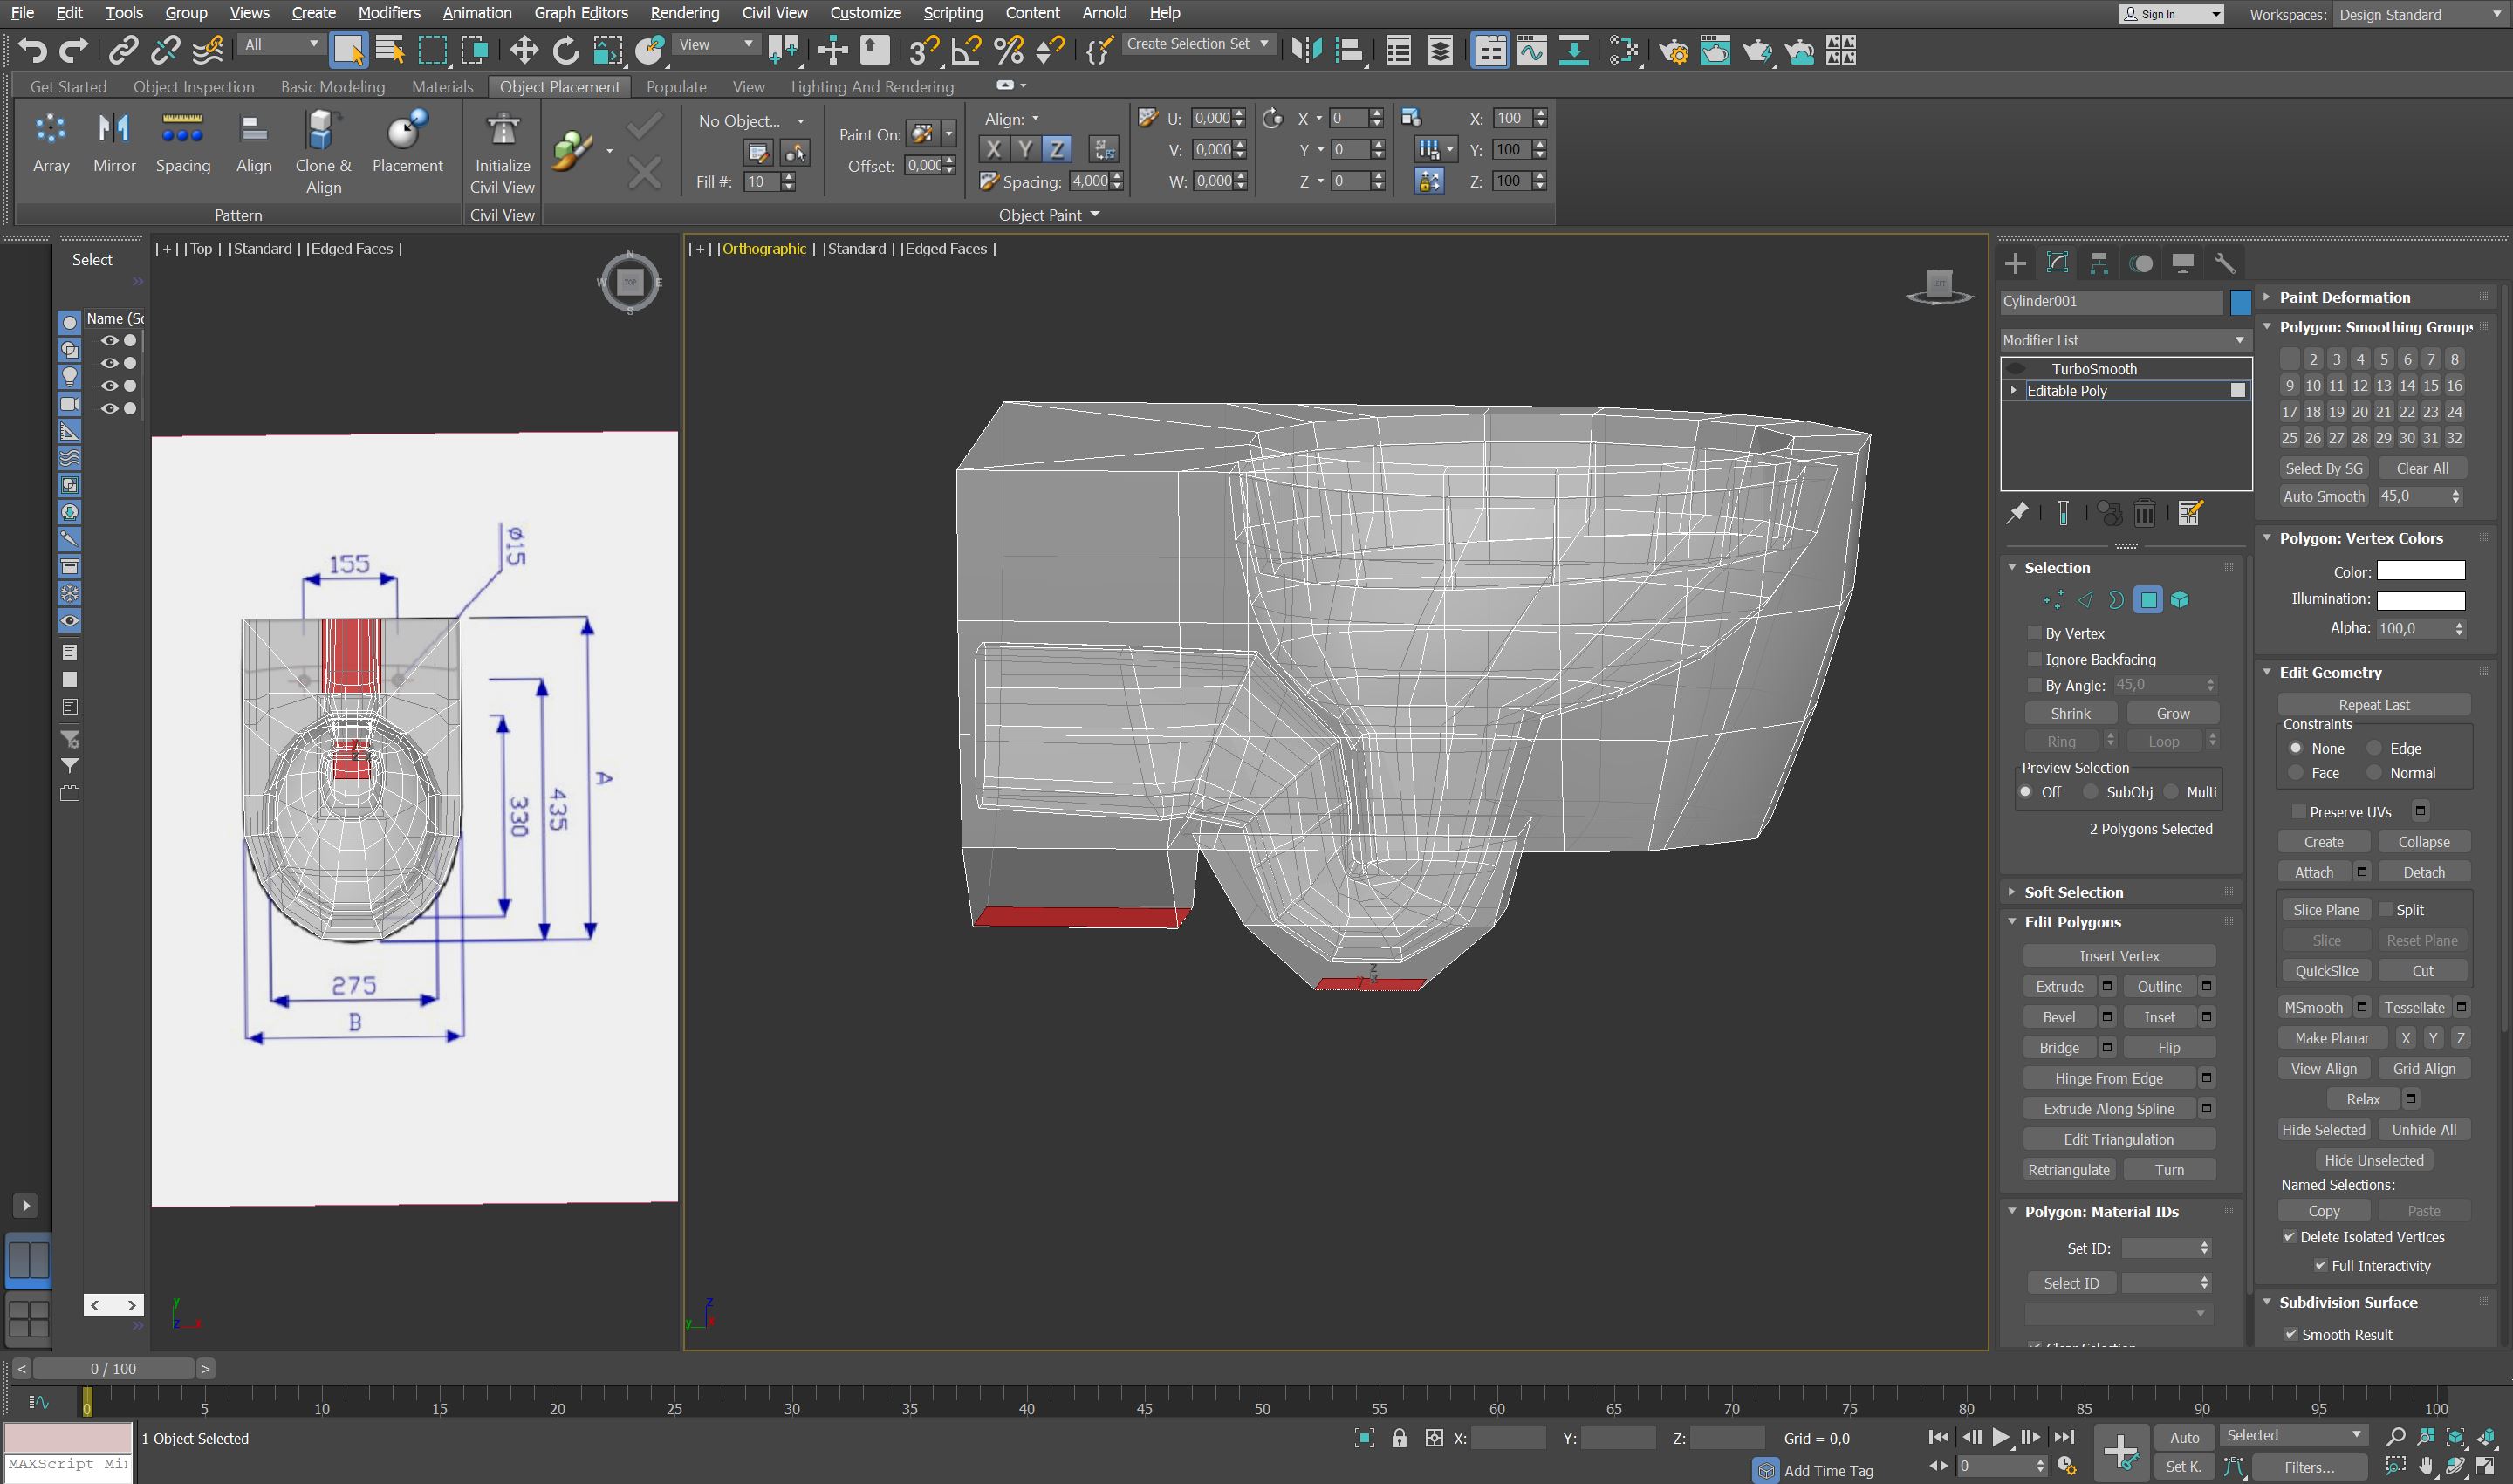 File Edit Tools Group Views Create Modifiers Animation Graph Editors Rendering Civil View Customize Scripting Content Arnold Help
Sign In Workspaces: Design Standard
All View Create Selection Set
Get Started Object Inspection Basic Modeling Materials Object Placement Populate View Lighting And Rendering
Array Mirror Spacing Align Clone & Align Placement
Pattern
Initialize Civil View
Civil View
No Object...
Fill #: 10
Paint On:
Offset: 0,000
Align:
X Y Z
Spacing: 4,000
U: 0,000
V: 0,000
W: 0,000
X 0
Y 0
Z 0
X: 100
Y: 100
Z: 100
Object Paint
Select
Name (So
[+] [Top ] [Standard ] [Edged Faces ]
N
W TOP E
S
155
ø15
A
435
330
275
B
y
z x
[+] [Orthographic ] [Standard ] [Edged Faces ]
LEFT
Z
z
y x
Cylinder001
Modifier List
TurboSmooth
Editable Poly
Selection
By Vertex
Ignore Backfacing
By Angle: 45,0
Shrink Grow
Ring Loop
Preview Selection
Off SubObj Multi
2 Polygons Selected
Soft Selection
Edit Polygons
Insert Vertex
Extrude Outline
Bevel Inset
Bridge Flip
Hinge From Edge
Extrude Along Spline
Edit Triangulation
Retriangulate Turn
Polygon: Material IDs
Set ID:
Select ID
Clear Selection
Paint Deformation
Polygon: Smoothing Groups
2 3 4 5 6 7 8
9 10 11 12 13 14 15 16
17 18 19 20 21 22 23 24
25 26 27 28 29 30 31 32
Select By SG Clear All
Auto Smooth 45,0
Polygon: Vertex Colors
Color:
Illumination:
Alpha: 100,0
Edit Geometry
Repeat Last
Constraints
None Edge
Face Normal
Preserve UVs
Create Collapse
Attach Detach
Slice Plane Split
Slice Reset Plane
QuickSlice Cut
MSmooth Tessellate
Make Planar X Y Z
View Align Grid Align
Relax
Hide Selected Unhide All
Hide Unselected
Named Selections:
Copy Paste
Delete Isolated Vertices
Full Interactivity
Subdivision Surface
Smooth Result
< 0 / 100 >
0 5 10 15 20 25 30 35 40 45 50 55 60 65 70 75 80 85 90 95 100
1 Object Selected
X: Y: Z: Grid = 0,0
Auto Selected
MAXScript Mi
Add Time Tag
0
Set K. Filters...